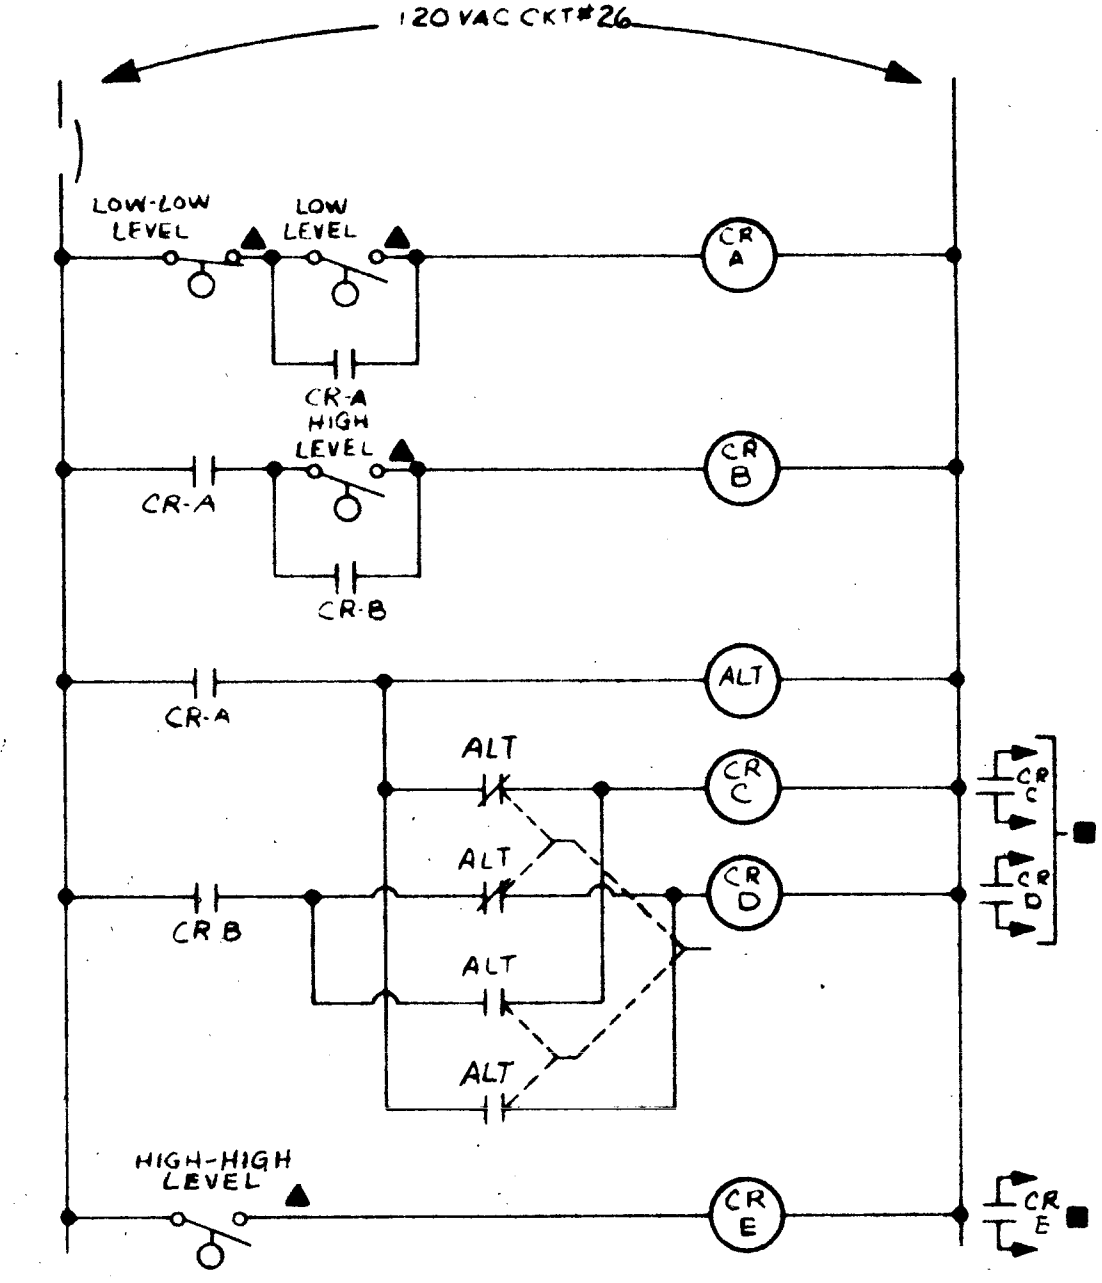 120 VAC CKT#26
LOW-LOW
LEVEL
LOW
LEVEL
CR
A
CR-A
HIGH
LEVEL
CR
B
CR-A
CR-B
CR-A
ALT
ALT
CR
C
CR
C
ALT
CR
D
CR
D
CR B
ALT
ALT
HIGH-HIGH
LEVEL
CR
E
CR
E